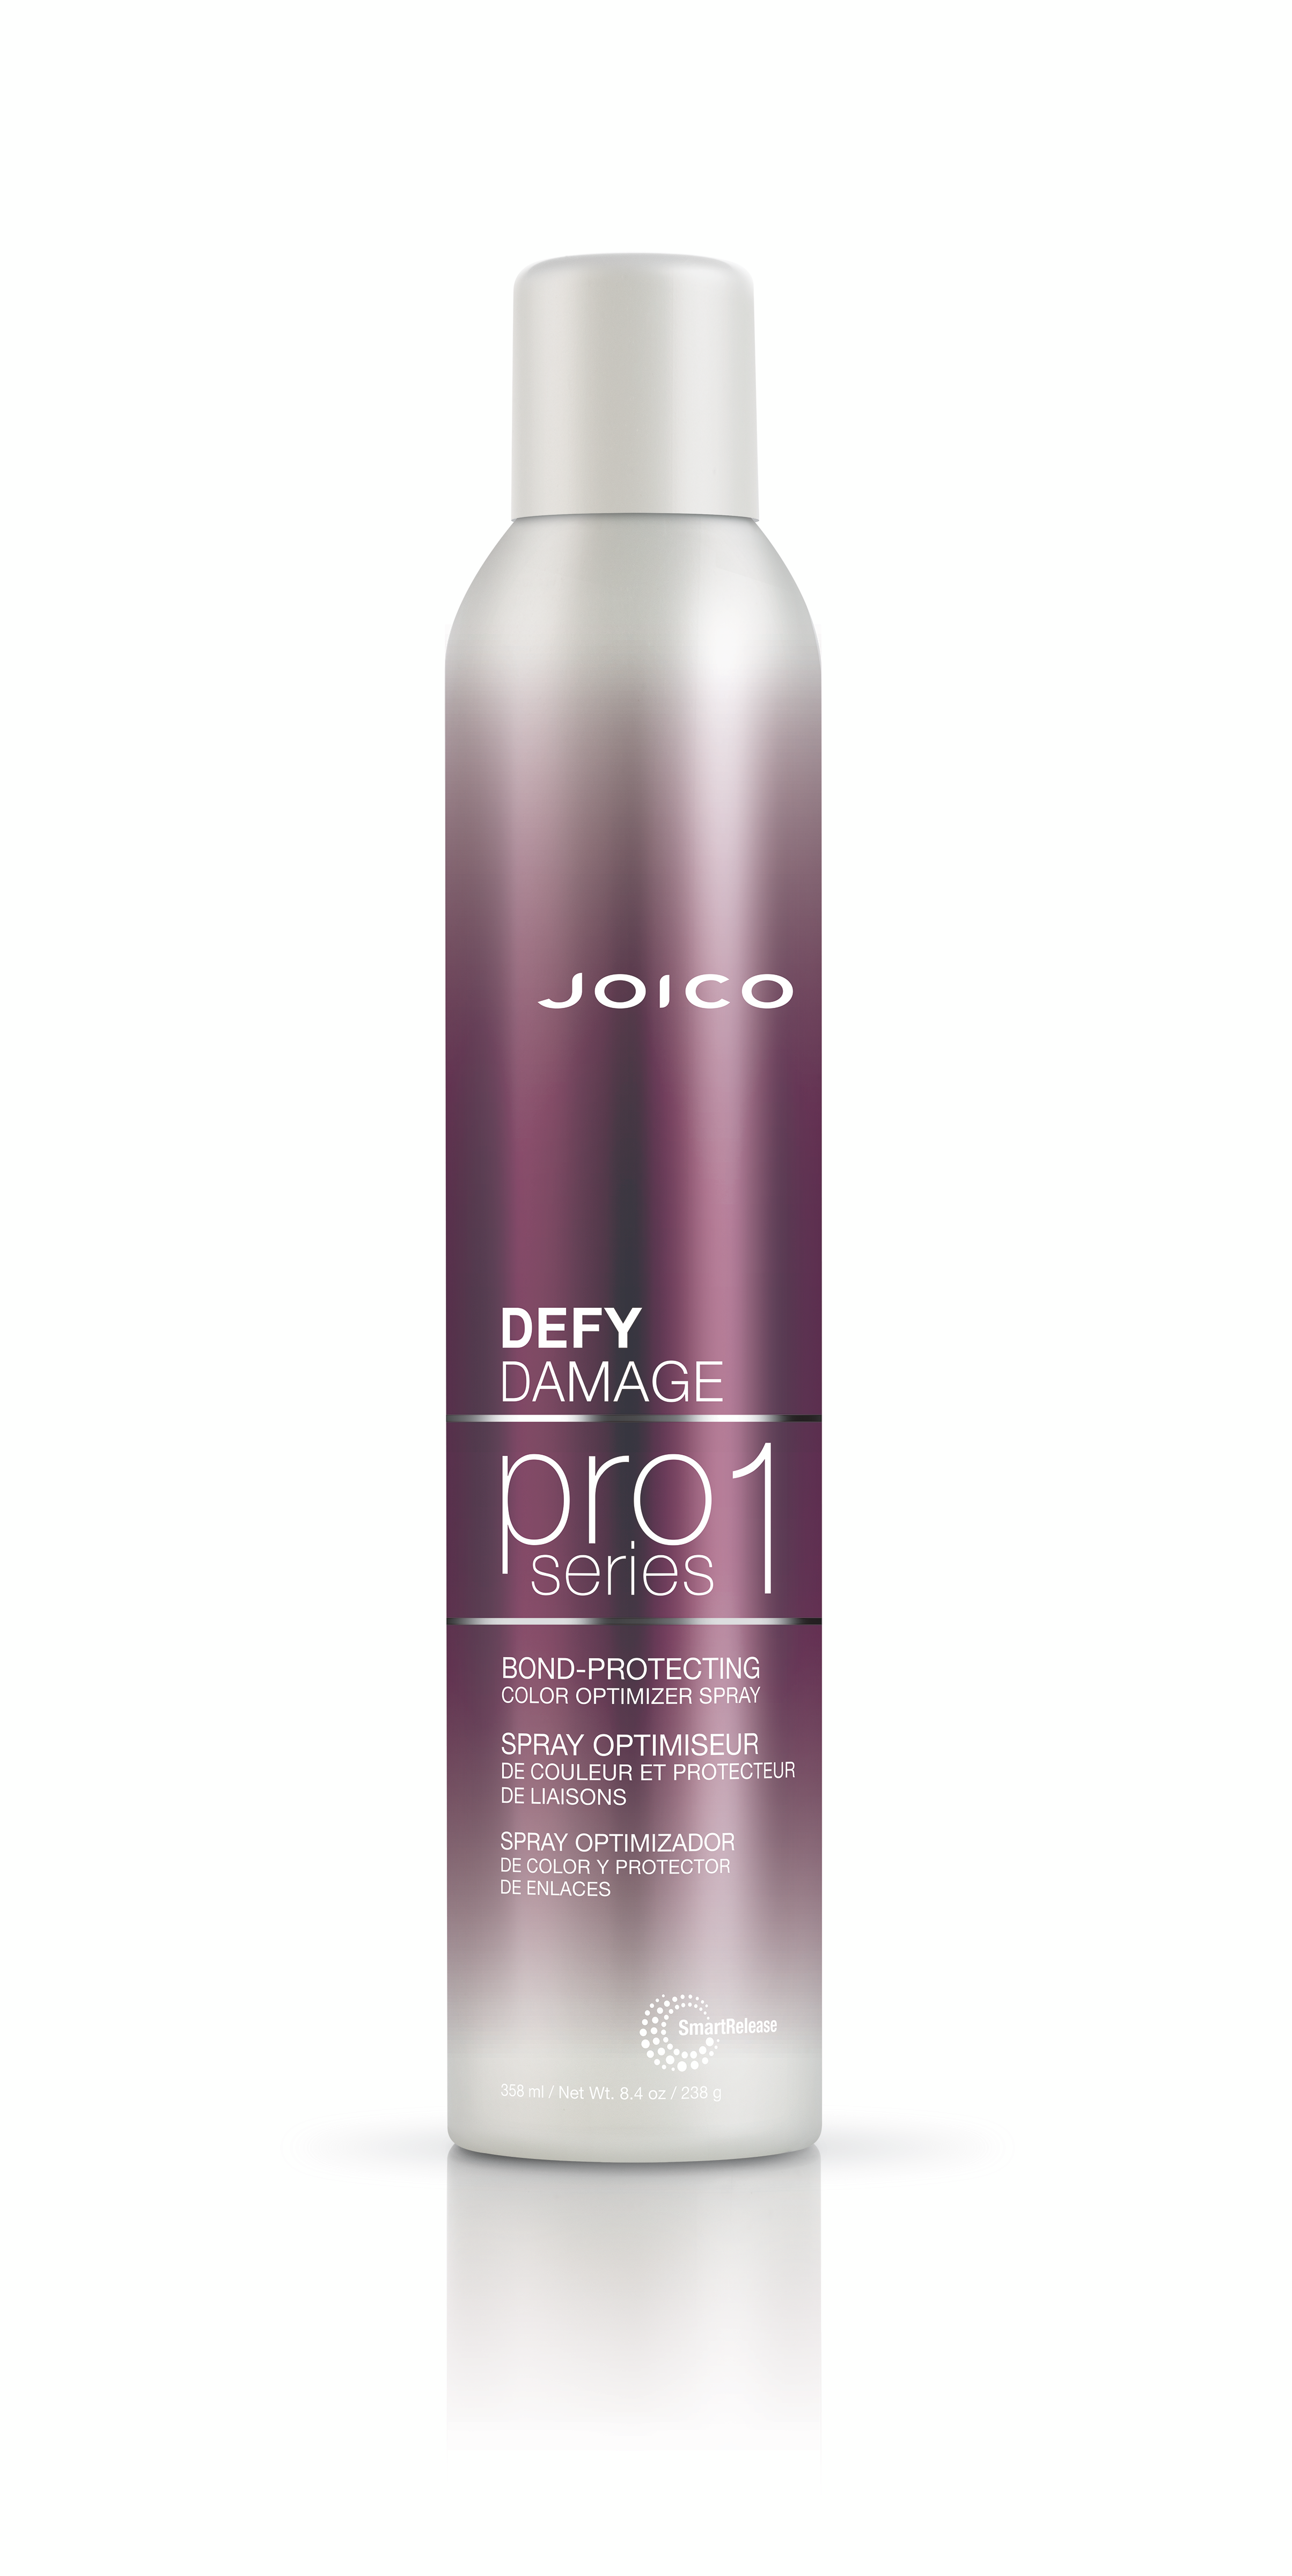 JOICO
DEFY
DAMAGE
pro1
series
BOND-PROTECTING
COLOR OPTIMIZER SPRAY
SPRAY OPTIMISEUR
DE COULEUR ET PROTECTEUR
DE LIAISONS
SPRAY OPTIMIZADOR
DE COLOR Y PROTECTOR
DE ENLACES
SmartRelease
358 ml / Net Wt. 8.4 oz / 238 g